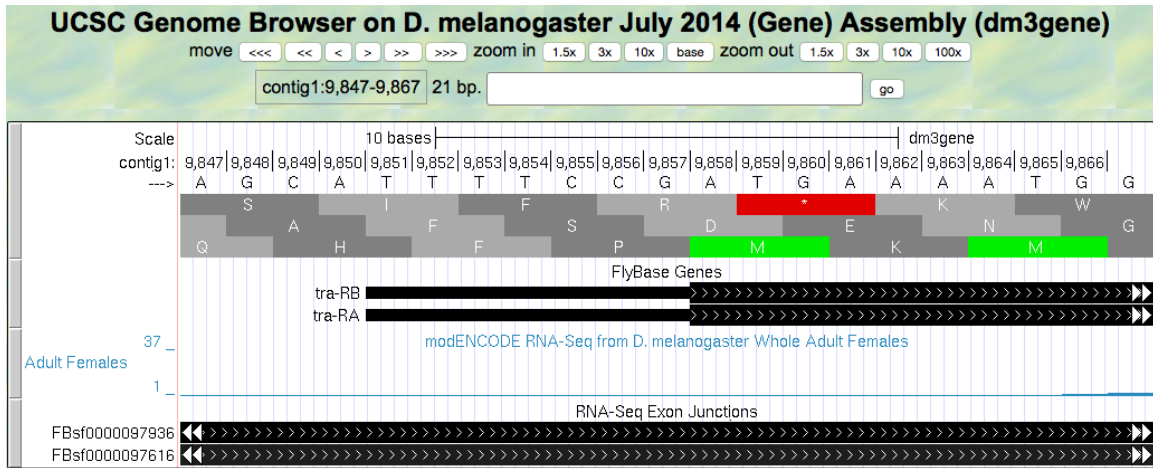 UCSC Genome Browser on D. melanogaster July 2014 (Gene) Assembly (dm3gene)
move <<< << < > >> >>> zoom in 1.5x 3x 10x base zoom out 1.5x 3x 10x 100x
contig1:9,847-9,867 21 bp. go
Scale 10 bases dm3gene
contig1: 9,847| 9,848| 9,849| 9,850| 9,851| 9,852| 9,853| 9,854| 9,855| 9,856| 9,857| 9,858| 9,859| 9,860| 9,861| 9,862| 9,863| 9,864| 9,865| 9,866|
---> A G C A T T T T C C G A T G A A A A T G G
S I F R * K W
A F S D E N G
Q H F P M K M
FlyBase Genes
tra-RB
tra-RA
37 _ modENCODE RNA-Seq from D. melanogaster Whole Adult Females
Adult Females
1 _
RNA-Seq Exon Junctions
FBsf0000097936
FBsf0000097616